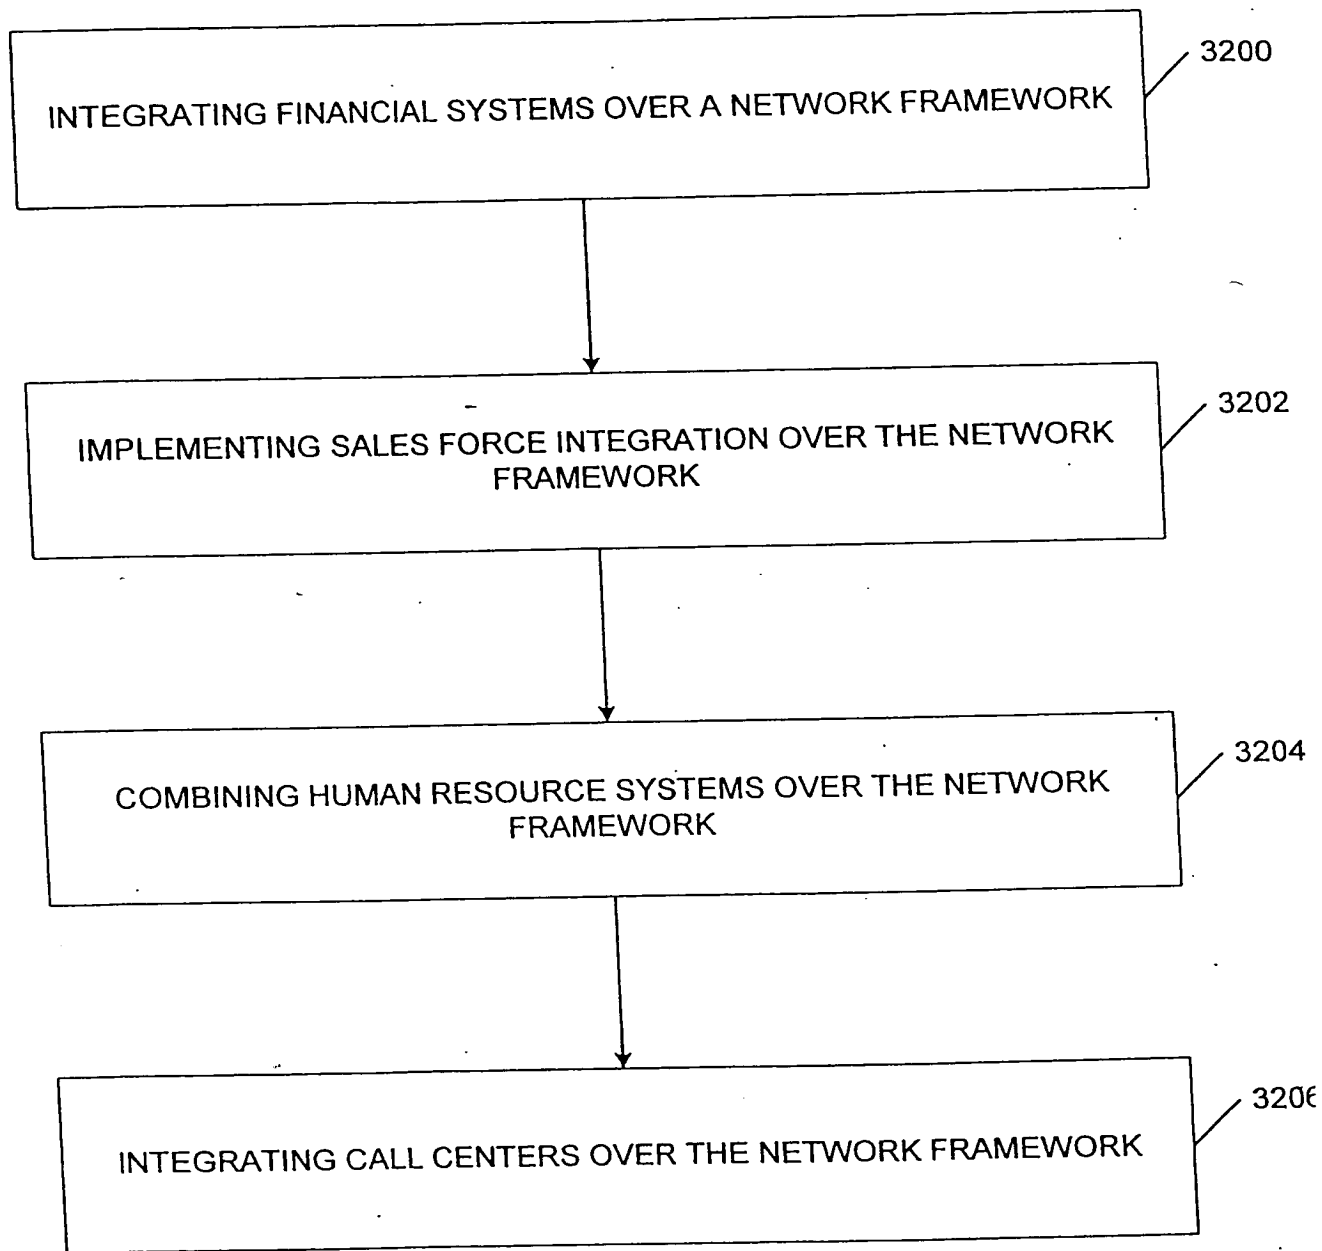 3200
INTEGRATING FINANCIAL SYSTEMS OVER A NETWORK FRAMEWORK
3202
IMPLEMENTING SALES FORCE INTEGRATION OVER THE NETWORK
FRAMEWORK
3204
COMBINING HUMAN RESOURCE SYSTEMS OVER THE NETWORK
FRAMEWORK
3206
INTEGRATING CALL CENTERS OVER THE NETWORK FRAMEWORK